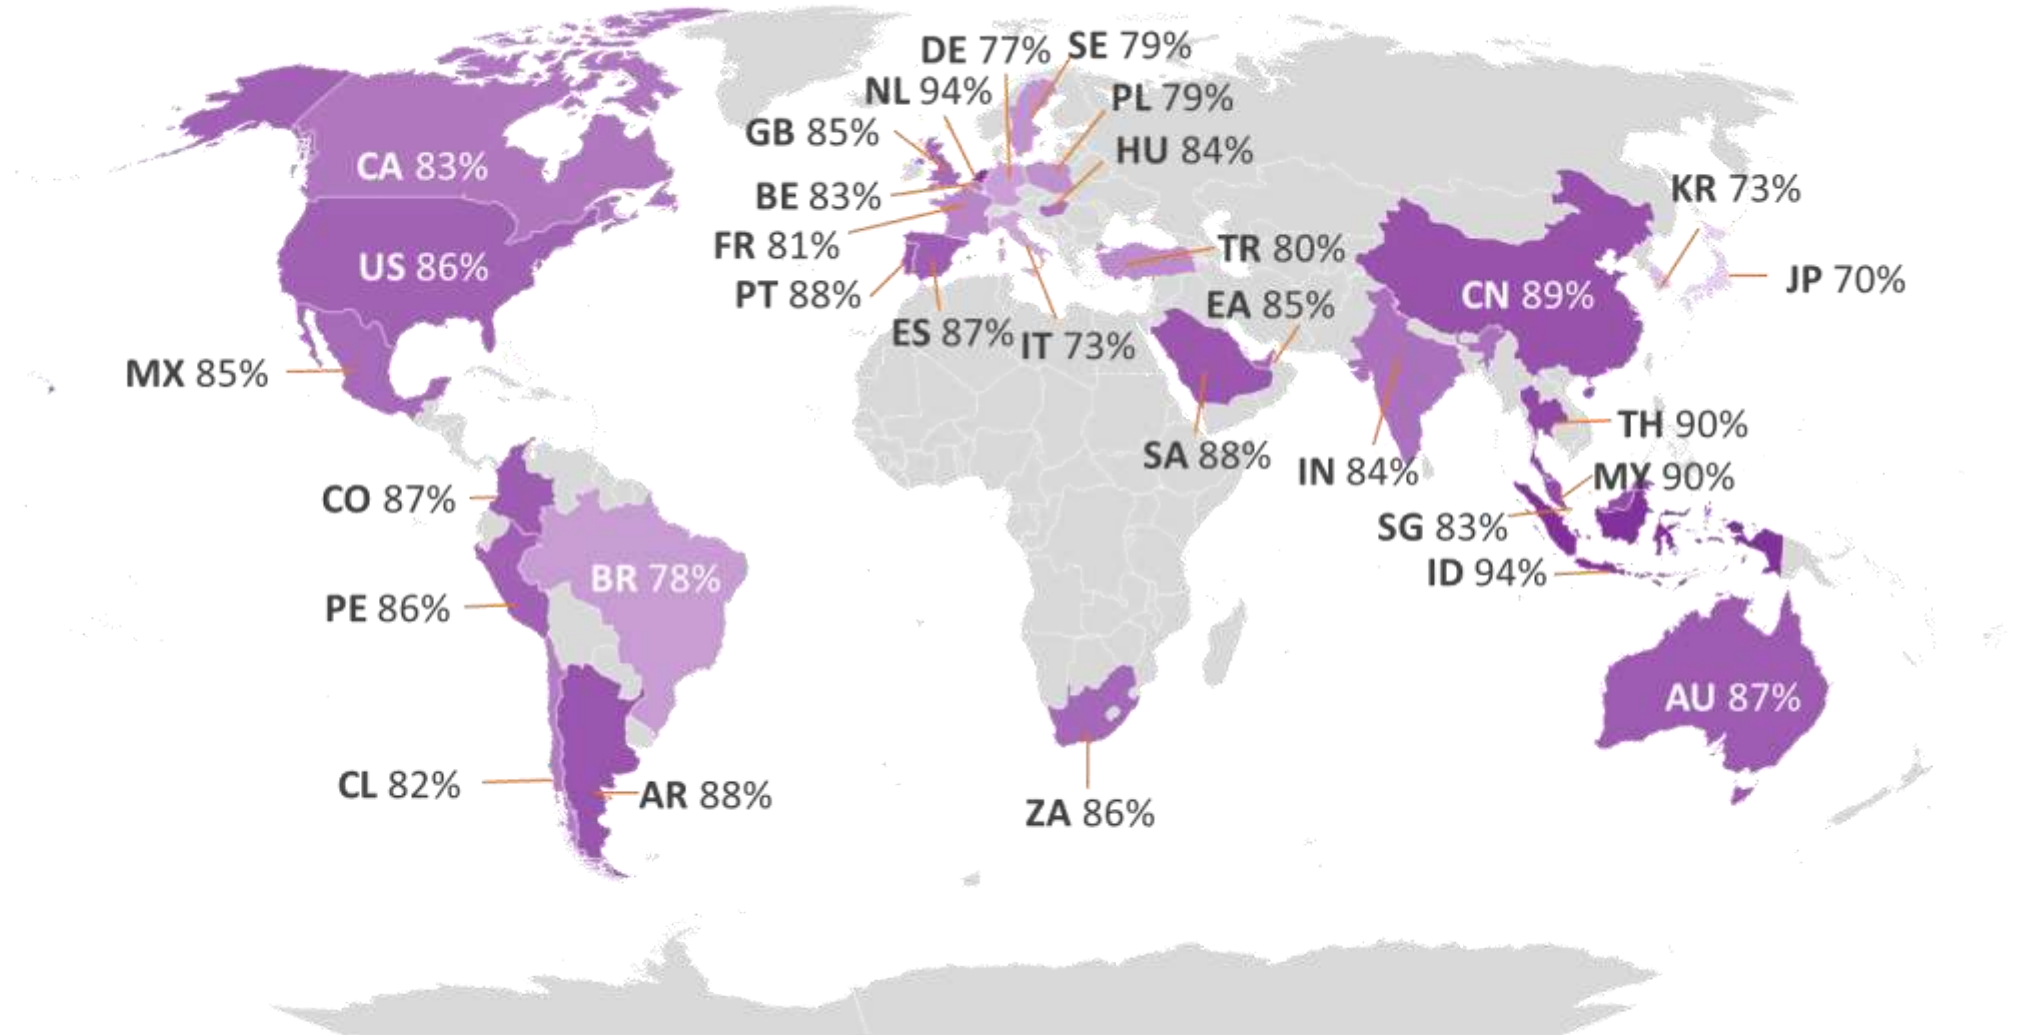 DE 77%
SE 79%
NL 94%
PL 79%
GB 85%
HU 84%
CA 83%
BE 83%
KR 73%
FR 81%
TR 80%
US 86%
JP 70%
PT 88%
CN 89%
EA 85%
ES 87%
IT 73%
MX 85%
TH 90%
SA 88%
IN 84%
MY 90%
CO 87%
SG 83%
ID 94%
BR 78%
PE 86%
AU 87%
CL 82%
AR 88%
ZA 86%